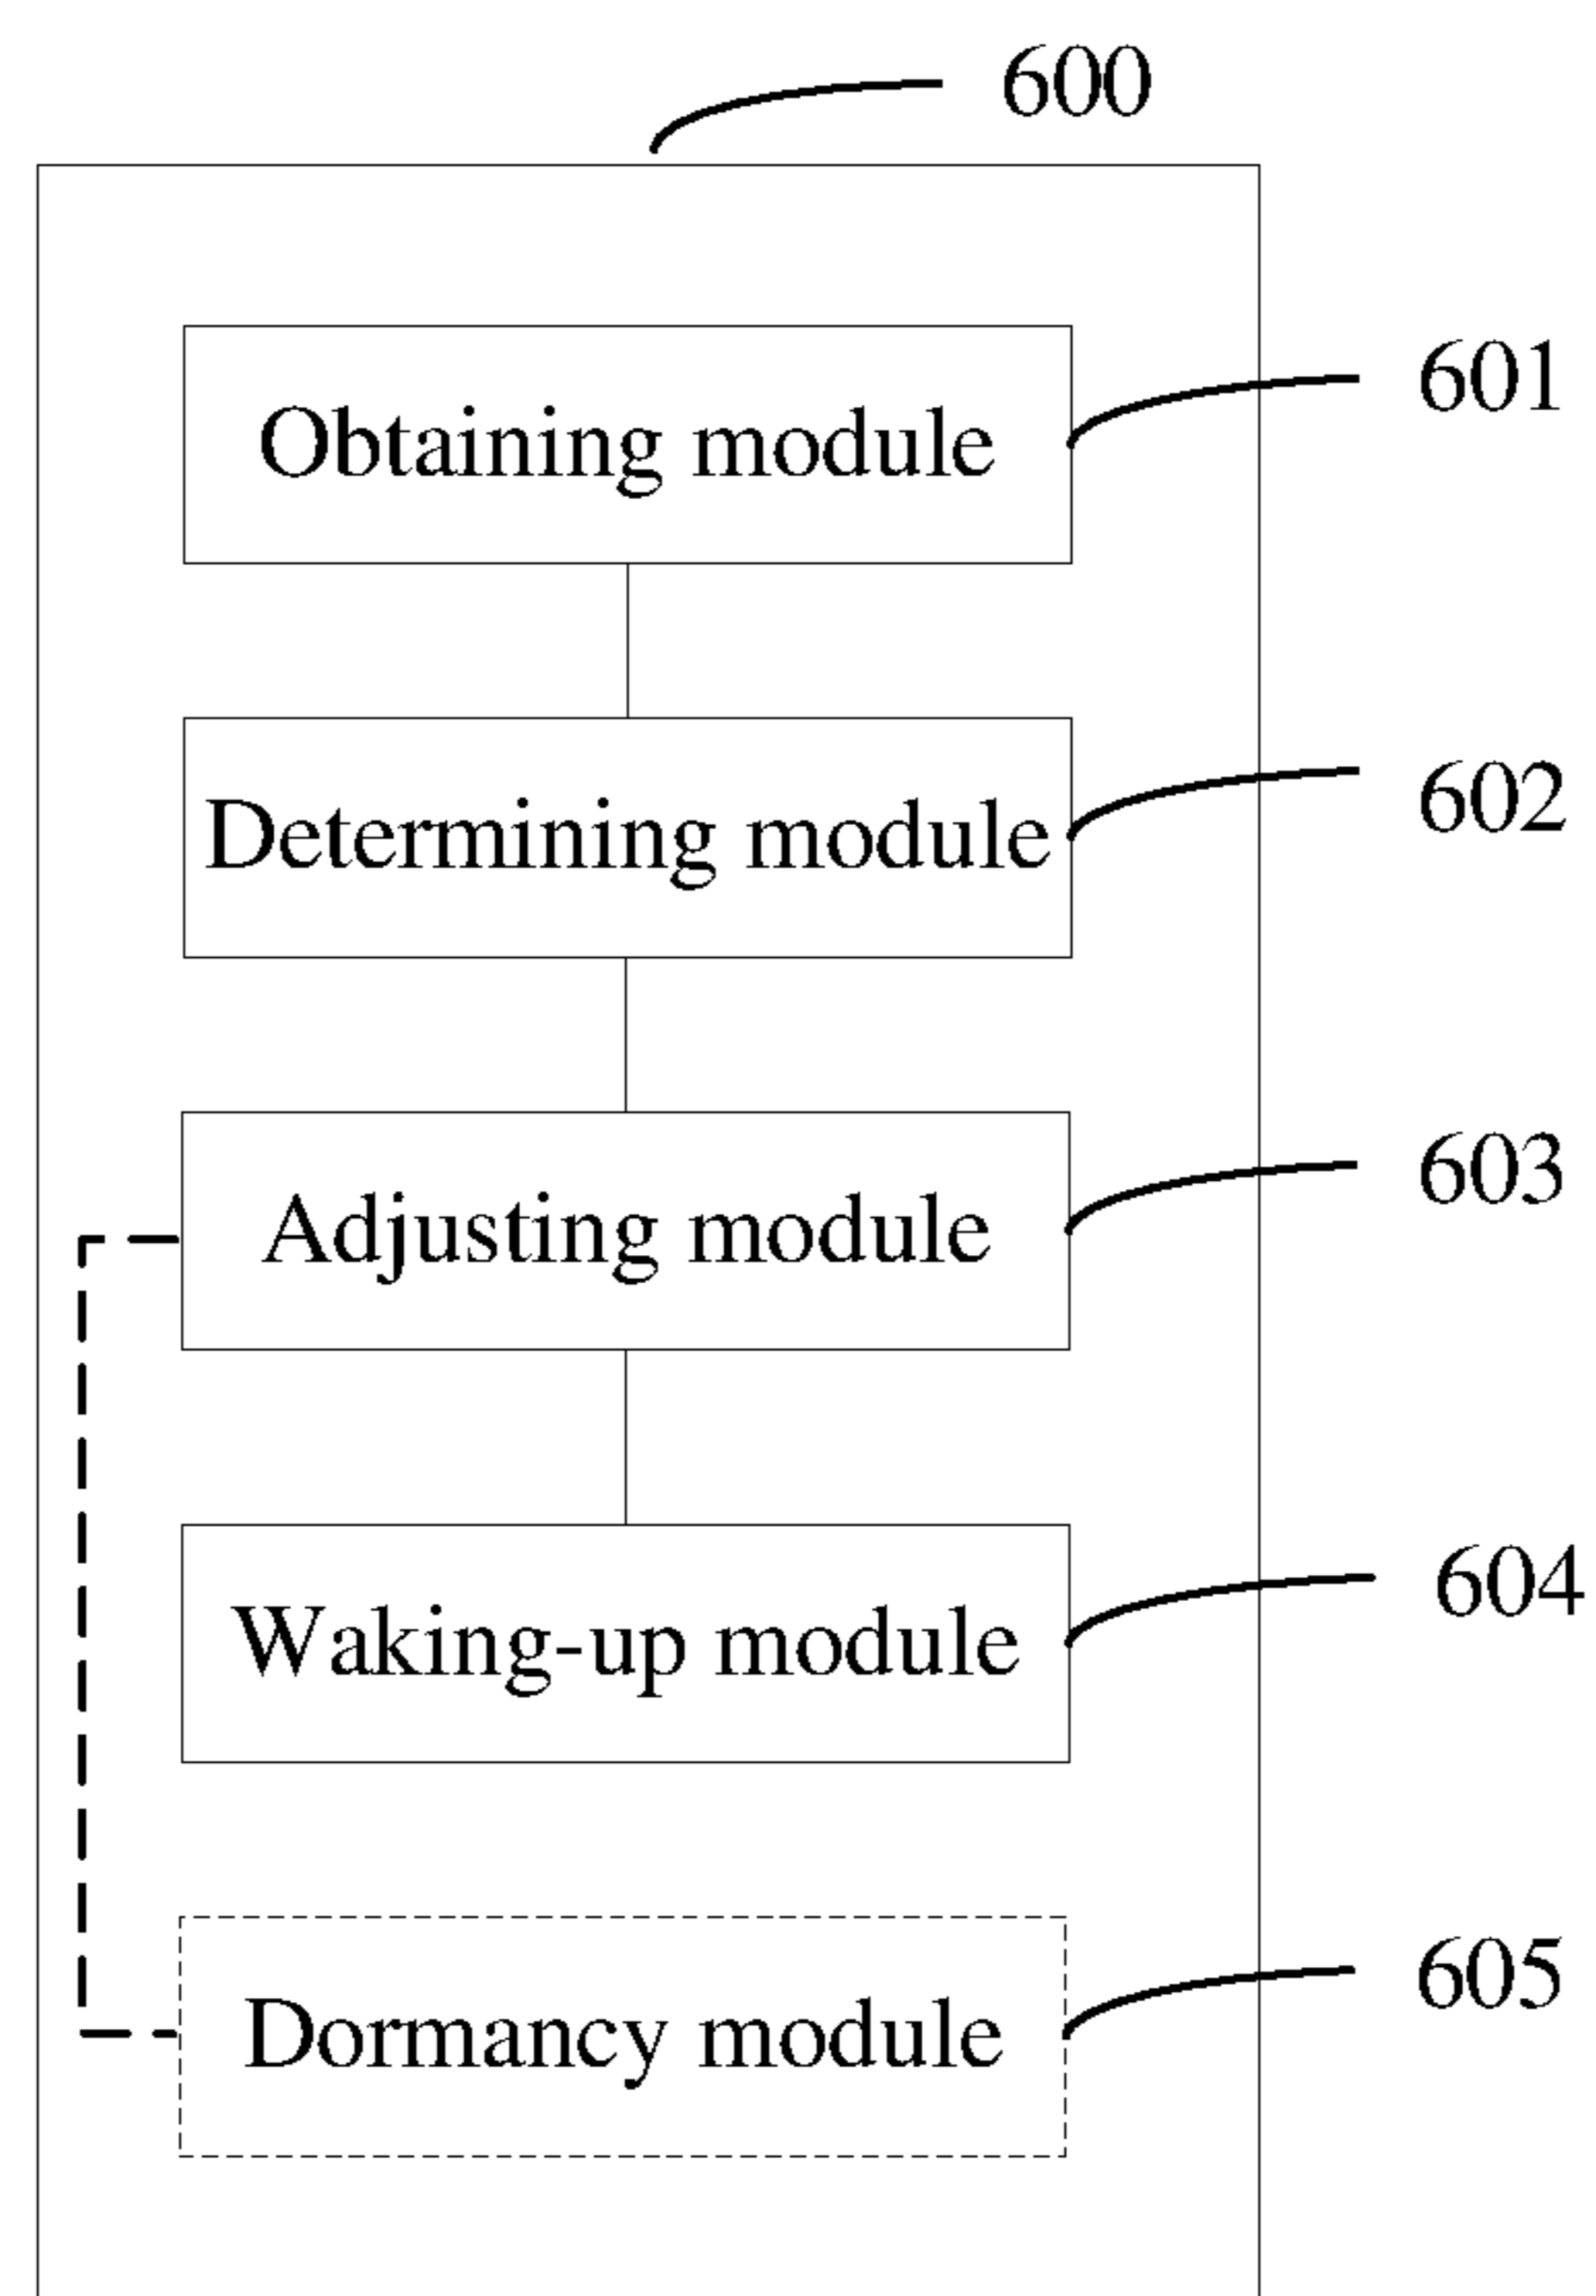 600
Obtaining module
601
Determining module
602
Adjusting module
603
Waking-up module
604
Dormancy module
605